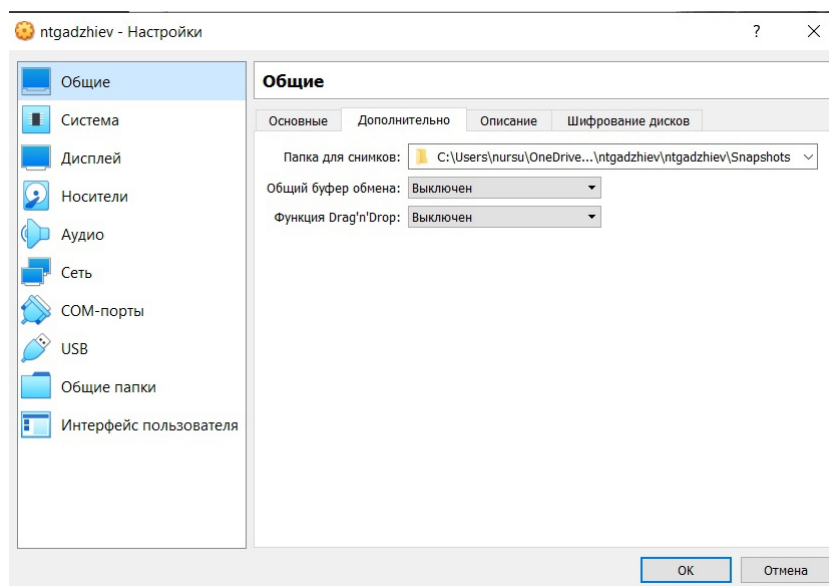 ntgadzhiev - Настройки
?
Общие
Система
Дисплей
Носители
Аудио
Сеть
COM-порты
USB
Общие папки
Интерфейс пользователя
Общие
Основные Дополнительно Описание Шифрование дисков
Папка для снимков: C:\Users\nursu\OneDrive...\ntgadzhiev\ntgadzhiev\Snapshots
Общий буфер обмена: Выключен
Функция Drag'n'Drop: Выключен
OK Отмена